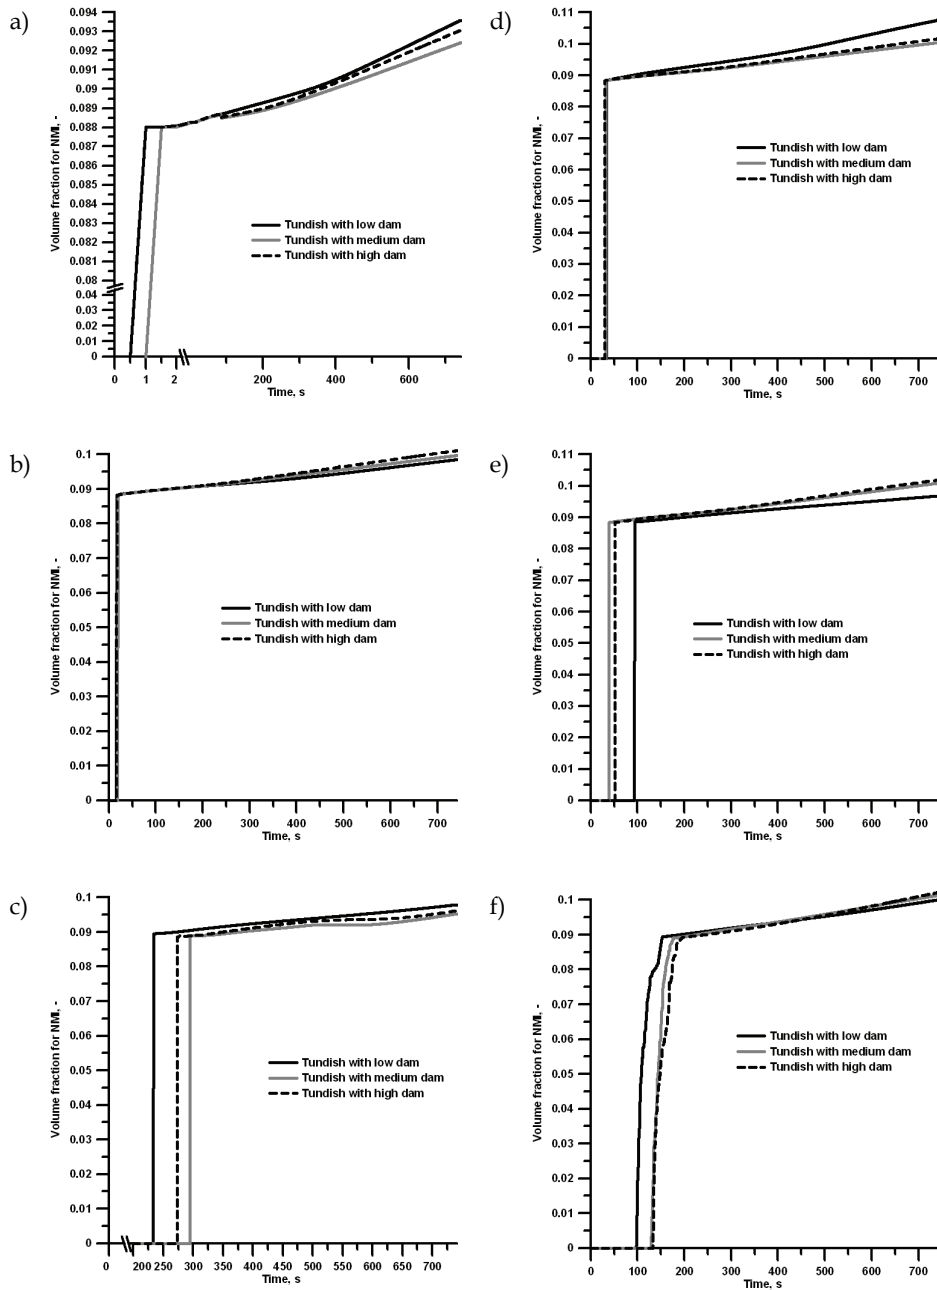 a)
0.094
0.093
0.092
0.091
0.09
0.089
0.088
0.087
0.086
0.085
0.084
0.083
0.082
0.081
0.08
0.04
0.03
0.02
0.01
0
Volume fraction for NMI, -
Tundish with low dam
Tundish with medium dam
Tundish with high dam
0 1 2 200 400 600
Time, s
d)
0.11
0.1
0.09
0.08
0.07
0.06
0.05
0.04
0.03
0.02
0.01
0
Volume fraction for NMI, -
Tundish with low dam
Tundish with medium dam
Tundish with high dam
0 100 200 300 400 500 600 700
Time, s
b)
0.1
0.09
0.08
0.07
0.06
0.05
0.04
0.03
0.02
0.01
0
Volume fraction for NMI, -
Tundish with low dam
Tundish with medium dam
Tundish with high dam
0 100 200 300 400 500 600 700
Time, s
e)
0.11
0.1
0.09
0.08
0.07
0.06
0.05
0.04
0.03
0.02
0.01
0
Volume fraction for NMI, -
Tundish with low dam
Tundish with medium dam
Tundish with high dam
0 100 200 300 400 500 600 700
Time, s
c)
0.1
0.09
0.08
0.07
0.06
0.05
0.04
0.03
0.02
0.01
0
Volume fraction for NMI, -
Tundish with low dam
Tundish with medium dam
Tundish with high dam
0 200 250 350 400 450 500 550 600 650 700
Time, s
f)
0.1
0.09
0.08
0.07
0.06
0.05
0.04
0.03
0.02
0.01
0
Volume fraction for NMI, -
Tundish with low dam
Tundish with medium dam
Tundish with high dam
0 100 200 300 400 500 600 700
Time, s